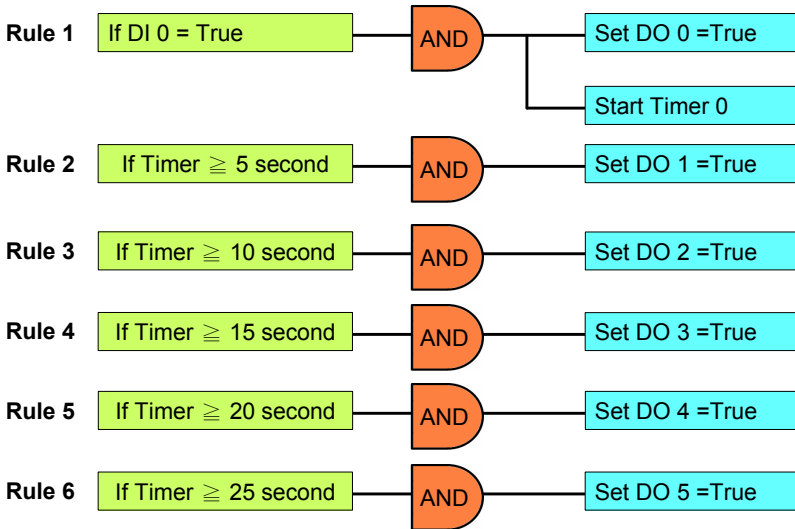 Rule 1 If DI 0 = True AND Set DO 0 =True
Start Timer 0
Rule 2 If Timer ≧ 5 second AND Set DO 1 =True
Rule 3 If Timer ≧ 10 second AND Set DO 2 =True
Rule 4 If Timer ≧ 15 second AND Set DO 3 =True
Rule 5 If Timer ≧ 20 second AND Set DO 4 =True
Rule 6 If Timer ≧ 25 second AND Set DO 5 =True